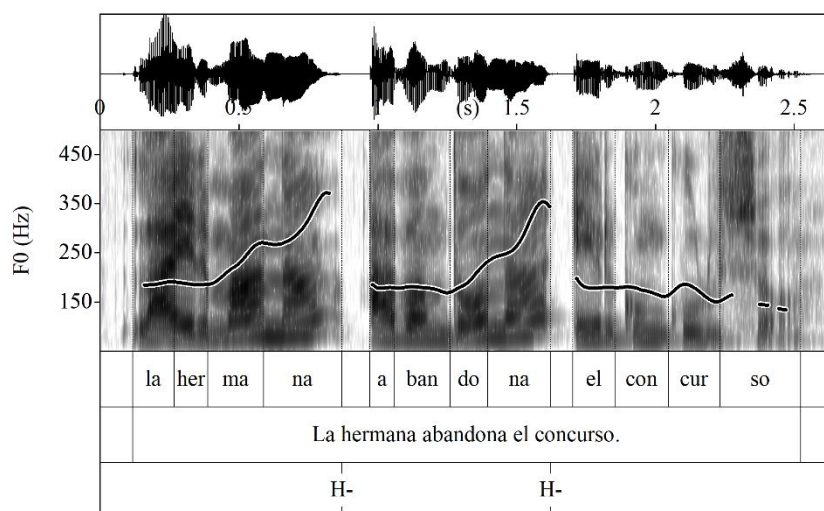 0 0.5 (s) 1.5 2 2.5
450
350
250
150
F0 (Hz)
la her ma na a ban do na el con cur so
La hermana abandona el concurso.
H- H-